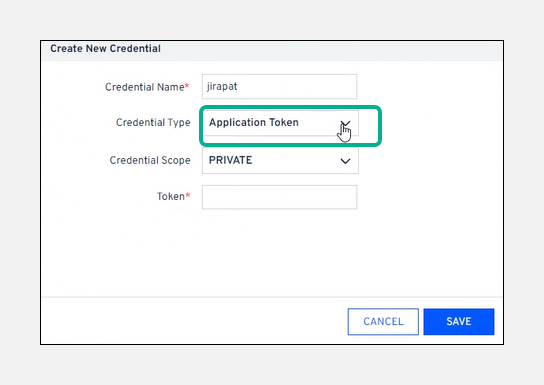 Create New Credential
Credential Name* jirapat
Credential Type Application Token
Credential Scope PRIVATE
Token*
CANCEL SAVE